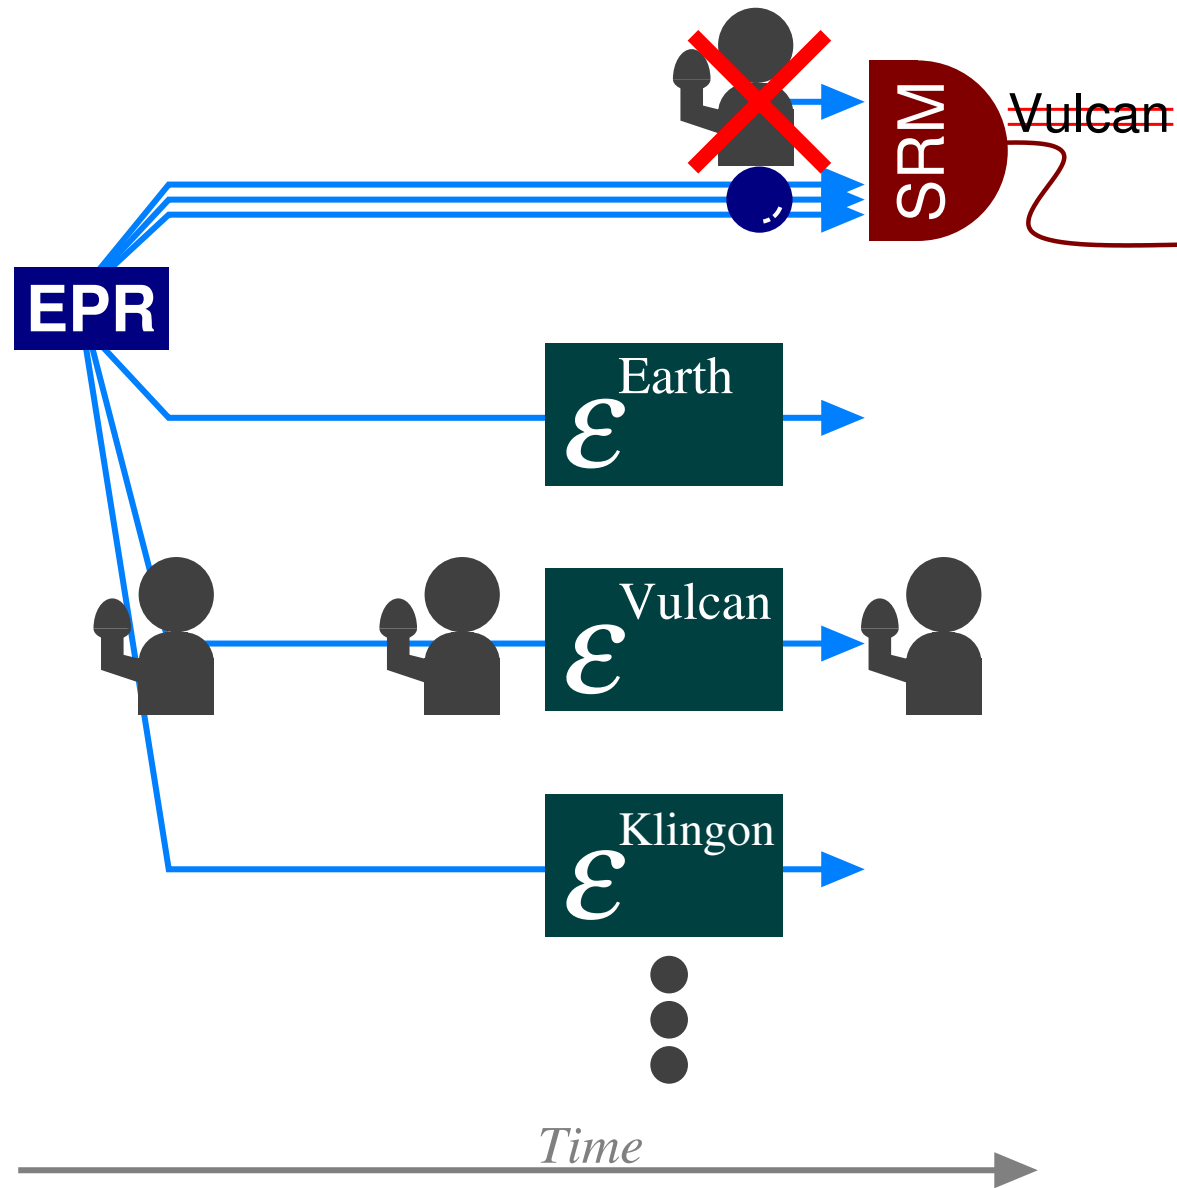 SRM
Vulcan
EPR
ε Earth
ε Vulcan
ε Klingon
Time